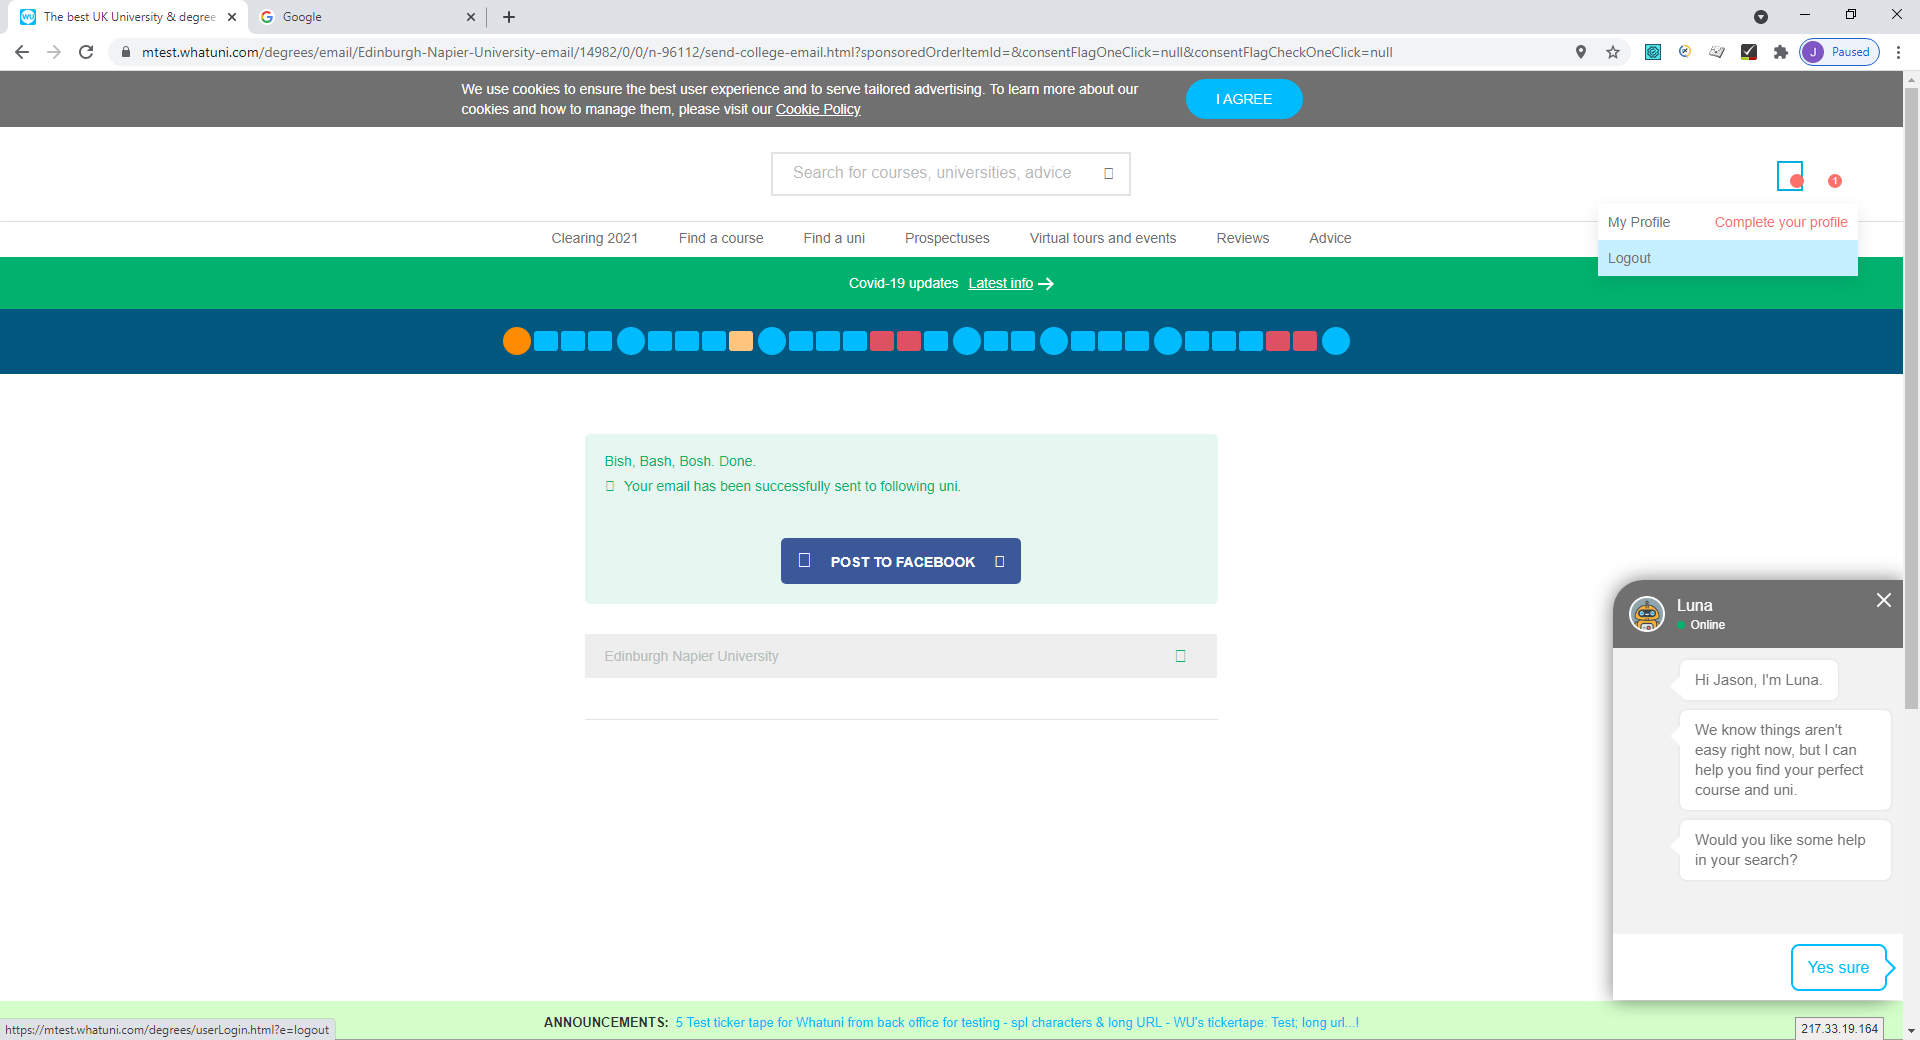 The best UK University & degree
Google
mtest.whatuni.com/degrees/email/Edinburgh-Napier-University-email/14982/0/0/n-96112/send-college-email.html?sponsoredOrderItemId=&consentFlagOneClick=null&consentFlagCheckOneClick=null
J Paused
We use cookies to ensure the best user experience and to serve tailored advertising. To learn more about our
cookies and how to manage them, please visit our Cookie Policy
I AGREE
Search for courses, universities, advice
1
My Profile Complete your profile
Logout
Clearing 2021 Find a course Find a uni Prospectuses Virtual tours and events Reviews Advice
Covid-19 updates Latest info
Bish, Bash, Bosh. Done.
Your email has been successfully sent to following uni.
POST TO FACEBOOK
Edinburgh Napier University
Luna
Online
Hi Jason, I'm Luna.
We know things aren't
easy right now, but I can
help you find your perfect
course and uni.
Would you like some help
in your search?
Yes sure
ANNOUNCEMENTS: 5 Test ticker tape for Whatuni from back office for testing - spl characters & long URL - WU's tickertape: Test; long url...!
https://mtest.whatuni.com/degrees/userLogin.html?e=logout
217.33.19.164